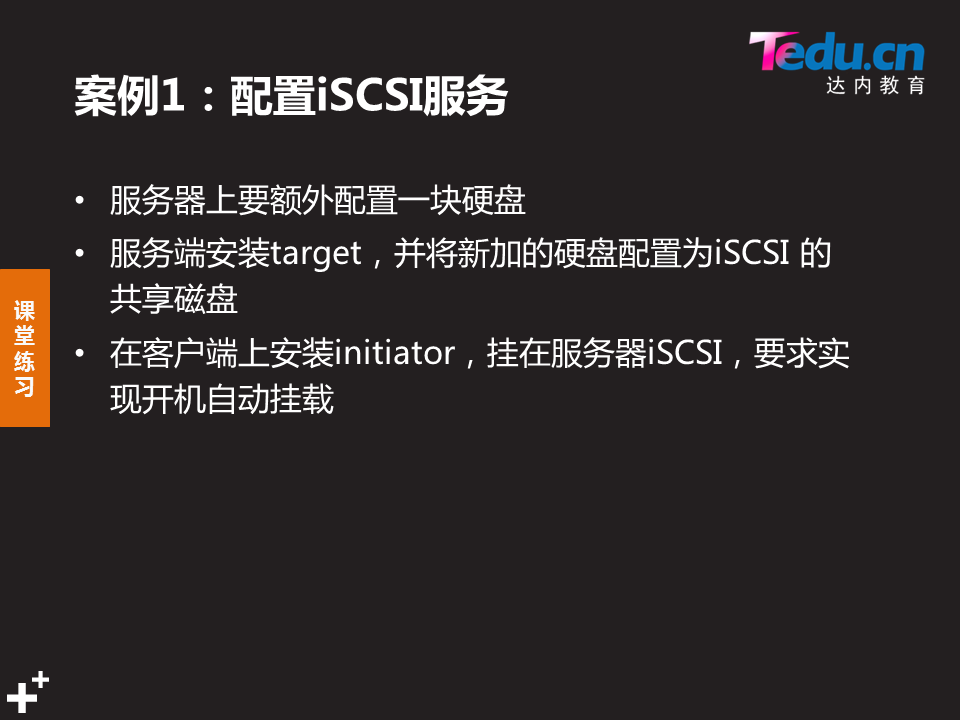 Tedu.cn
达内教育
案例1：配置iSCSI服务
• 服务器上要额外配置一块硬盘
• 服务端安装target，并将新加的硬盘配置为iSCSI 的
共享磁盘
• 在客户端上安装initiator，挂在服务器iSCSI，要求实
现开机自动挂载
课
堂
练
习